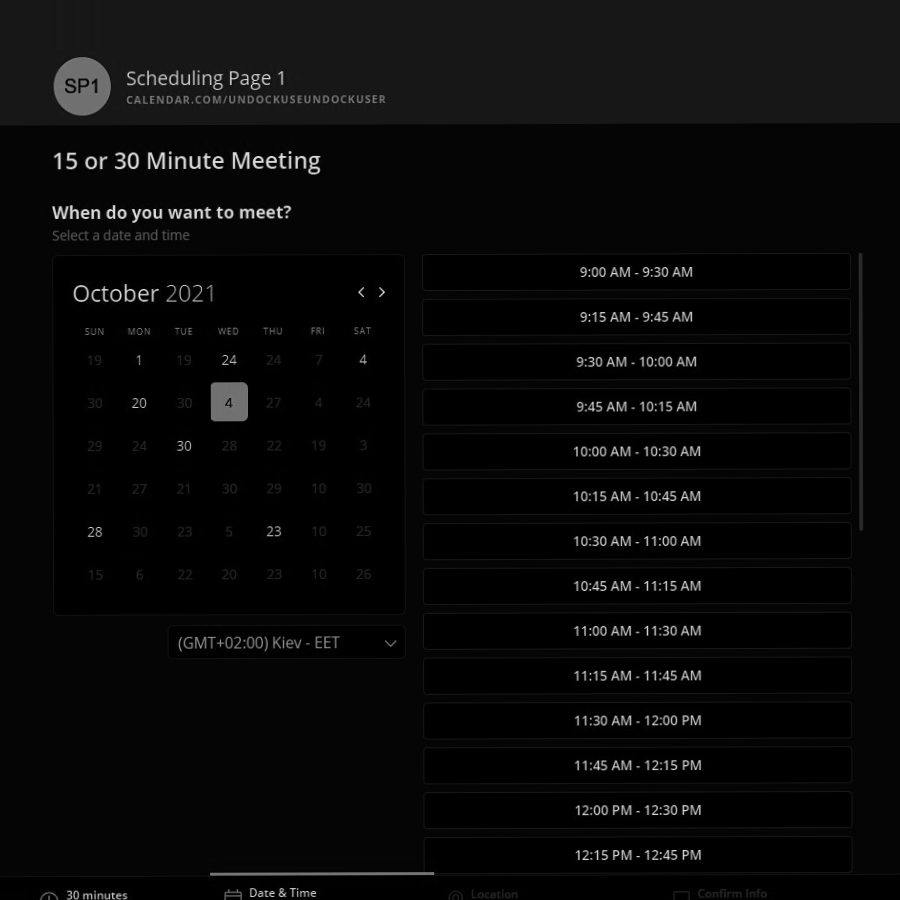 SP1
Scheduling Page 1
CALENDAR.COM/UNDOCKUSEUNDOCKUSER
15 or 30 Minute Meeting
When do you want to meet?
Select a date and time
October 2021
SUN MON TUE WED THU FRI SAT
19 1 19 24 24 7 4
30 20 30 4 27 4 24
29 24 30 28 22 19 3
21 27 21 30 29 10 30
28 30 23 5 23 10 25
15 6 22 20 23 10 26
(GMT+02:00) Kiev - EET
9:00 AM - 9:30 AM
9:15 AM - 9:45 AM
9:30 AM - 10:00 AM
9:45 AM - 10:15 AM
10:00 AM - 10:30 AM
10:15 AM - 10:45 AM
10:30 AM - 11:00 AM
10:45 AM - 11:15 AM
11:00 AM - 11:30 AM
11:15 AM - 11:45 AM
11:30 AM - 12:00 PM
11:45 AM - 12:15 PM
12:00 PM - 12:30 PM
12:15 PM - 12:45 PM
30 minutes
Date & Time
Location
Confirm Info